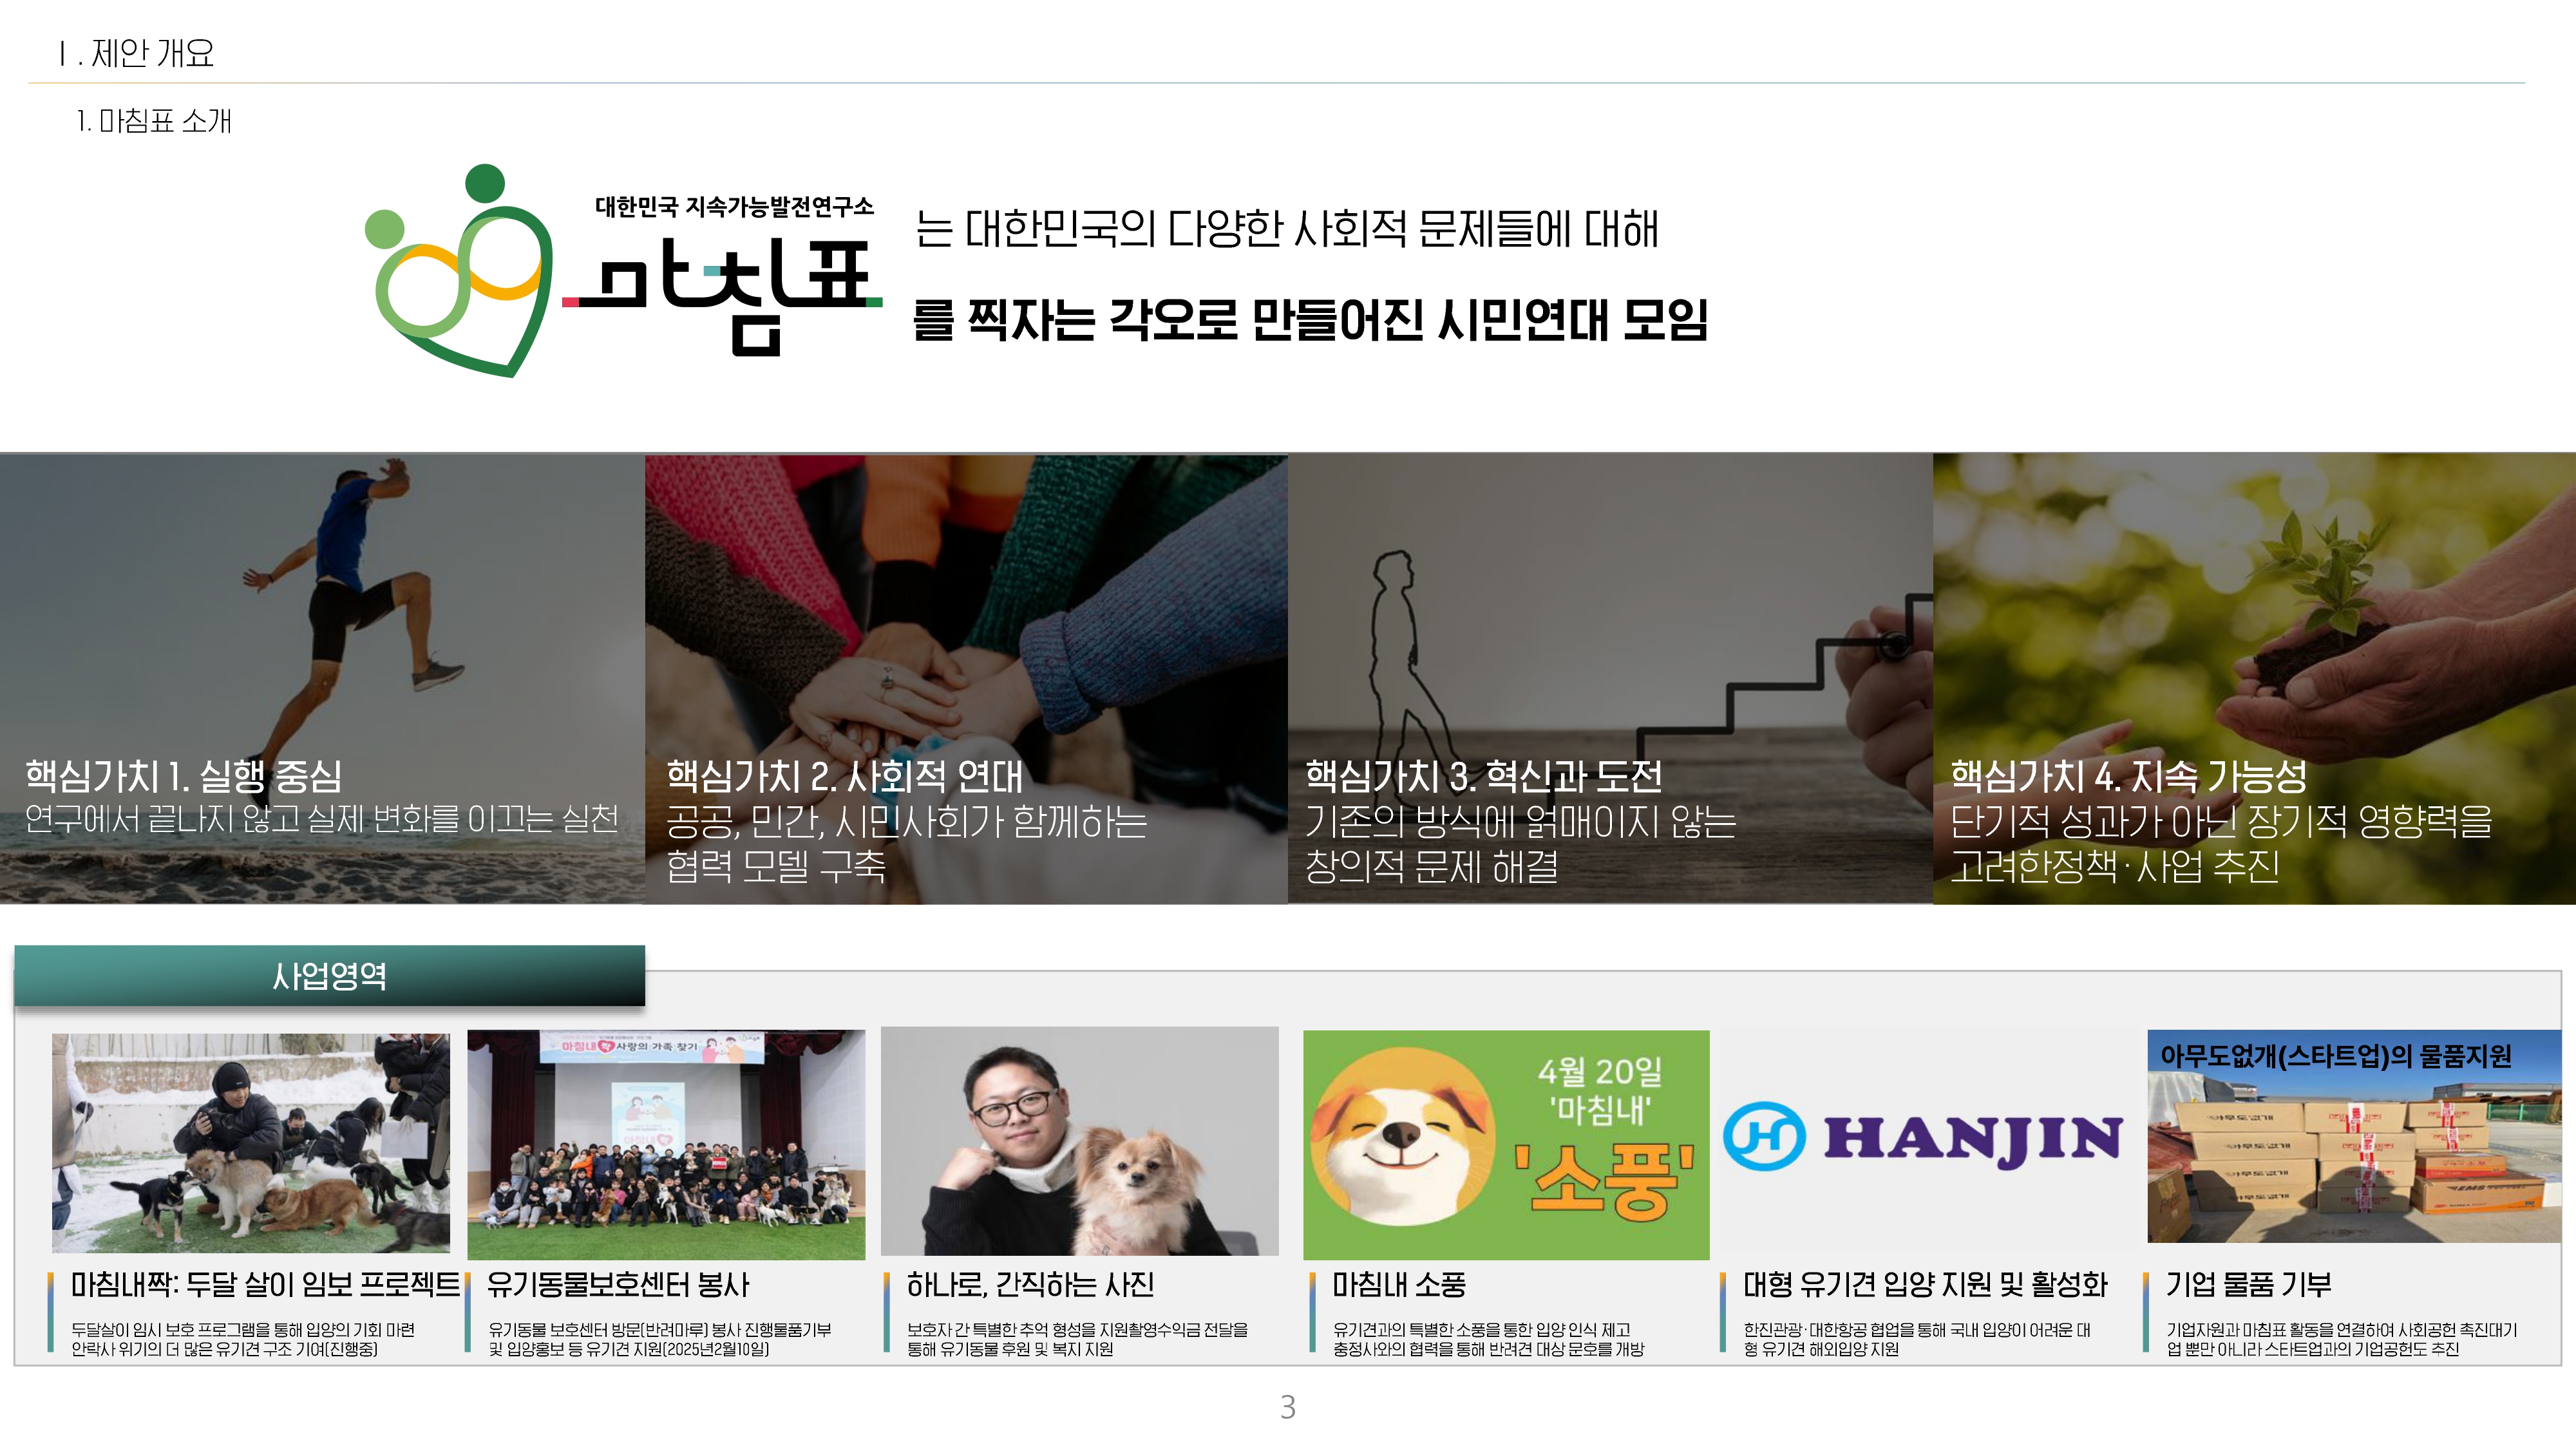 Ⅰ. 제안 개요
1. 마침표 소개
대한민국 지속가능발전연구소
마침표
는 대한민국의 다양한 사회적 문제들에 대해
를 찍자는 각오로 만들어진 시민연대 모임
핵심가치 1. 실행 중심
연구에서 끝나지 않고 실제 변화를 이끄는 실천
핵심가치 2. 사회적 연대
공공, 민간, 시민사회가 함께하는
협력 모델 구축
핵심가치 3. 혁신과 도전
기존의 방식에 얽매이지 않는
창의적 문제 해결
핵심가치 4. 지속 가능성
단기적 성과가 아닌 장기적 영향력을
고려한정책·사업 추진
사업영역
마침내 사랑의 가족 찾기
4월 20일
'마침내'
'소풍'
HANJIN
아무도없개(스타트업)의 물품지원
아무도없개
EMS
마침내짝: 두달 살이 임보 프로젝트
두달살이 임시 보호 프로그램을 통해 입양의 기회 마련
안락사 위기의 더 많은 유기견 구조 기여(진행중)
유기동물보호센터 봉사
유기동물 보호센터 방문(반려마루) 봉사 진행물품기부
및 입양홍보 등 유기견 지원(2025년2월10일)
하나로, 간직하는 사진
보호자 간 특별한 추억 형성을 지원촬영수익금 전달을
통해 유기동물 후원 및 복지 지원
마침내 소풍
유기견과의 특별한 소풍을 통한 입양 인식 제고
충정사와의 협력을 통해 반려견 대상 문호를 개방
대형 유기견 입양 지원 및 활성화
한진관광·대한항공 협업을 통해 국내 입양이 어려운 대
형 유기견 해외입양 지원
기업 물품 기부
기업자원과 마침표 활동을 연결하여 사회공헌 촉진대기
업 뿐만 아니라 스타트업과의 기업공헌도 추진
3